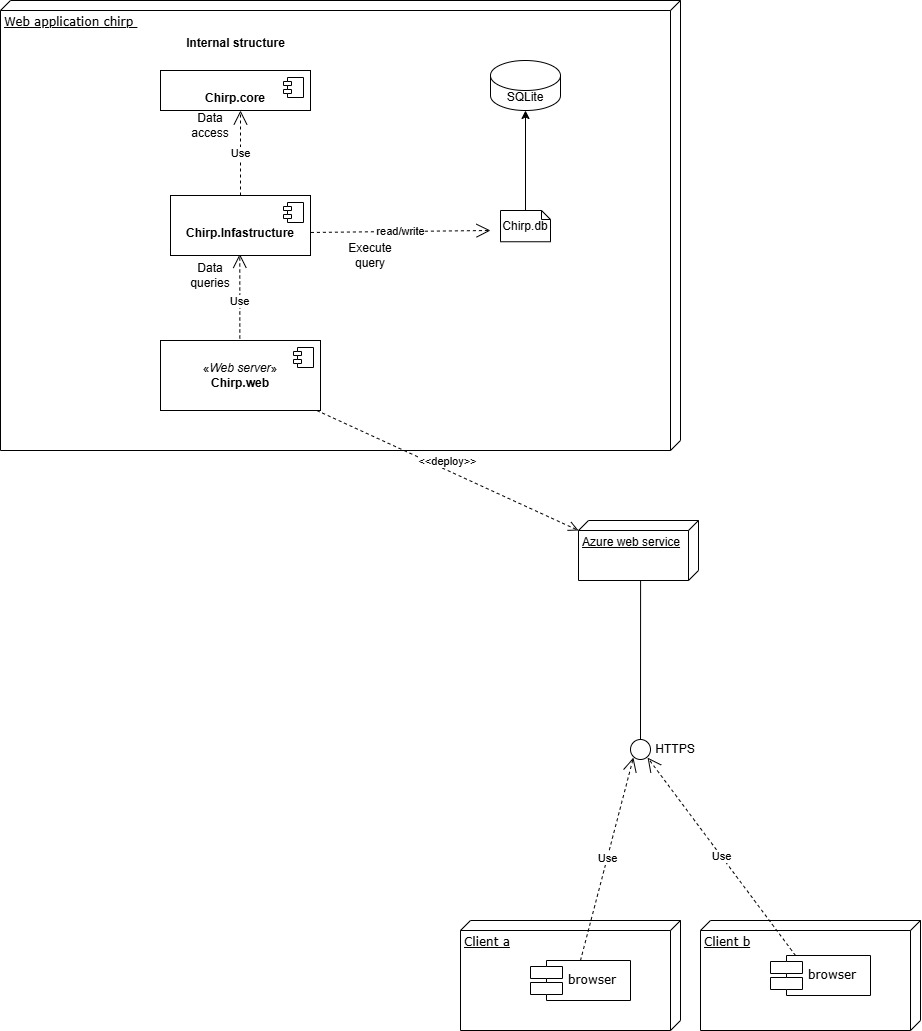 Web application chirp
Internal structure
Chirp.core
SQLite
Data
access
Use
Chirp.Infastructure
read/write
Chirp.db
Execute
query
Data
queries
Use
«Web server»
Chirp.web
<<deploy>>
Azure web service
HTTPS
Use
Use
Client a
browser
Client b
browser